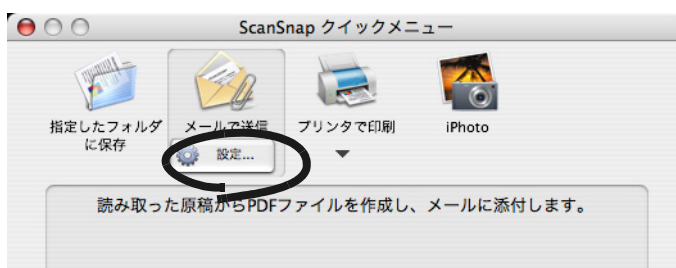 ScanSnap クイックメニュー
指定したフォルダ
に保存
メールで送信
プリンタで印刷
iPhoto
設定...
読み取った原稿からPDFファイルを作成し、メールに添付します。